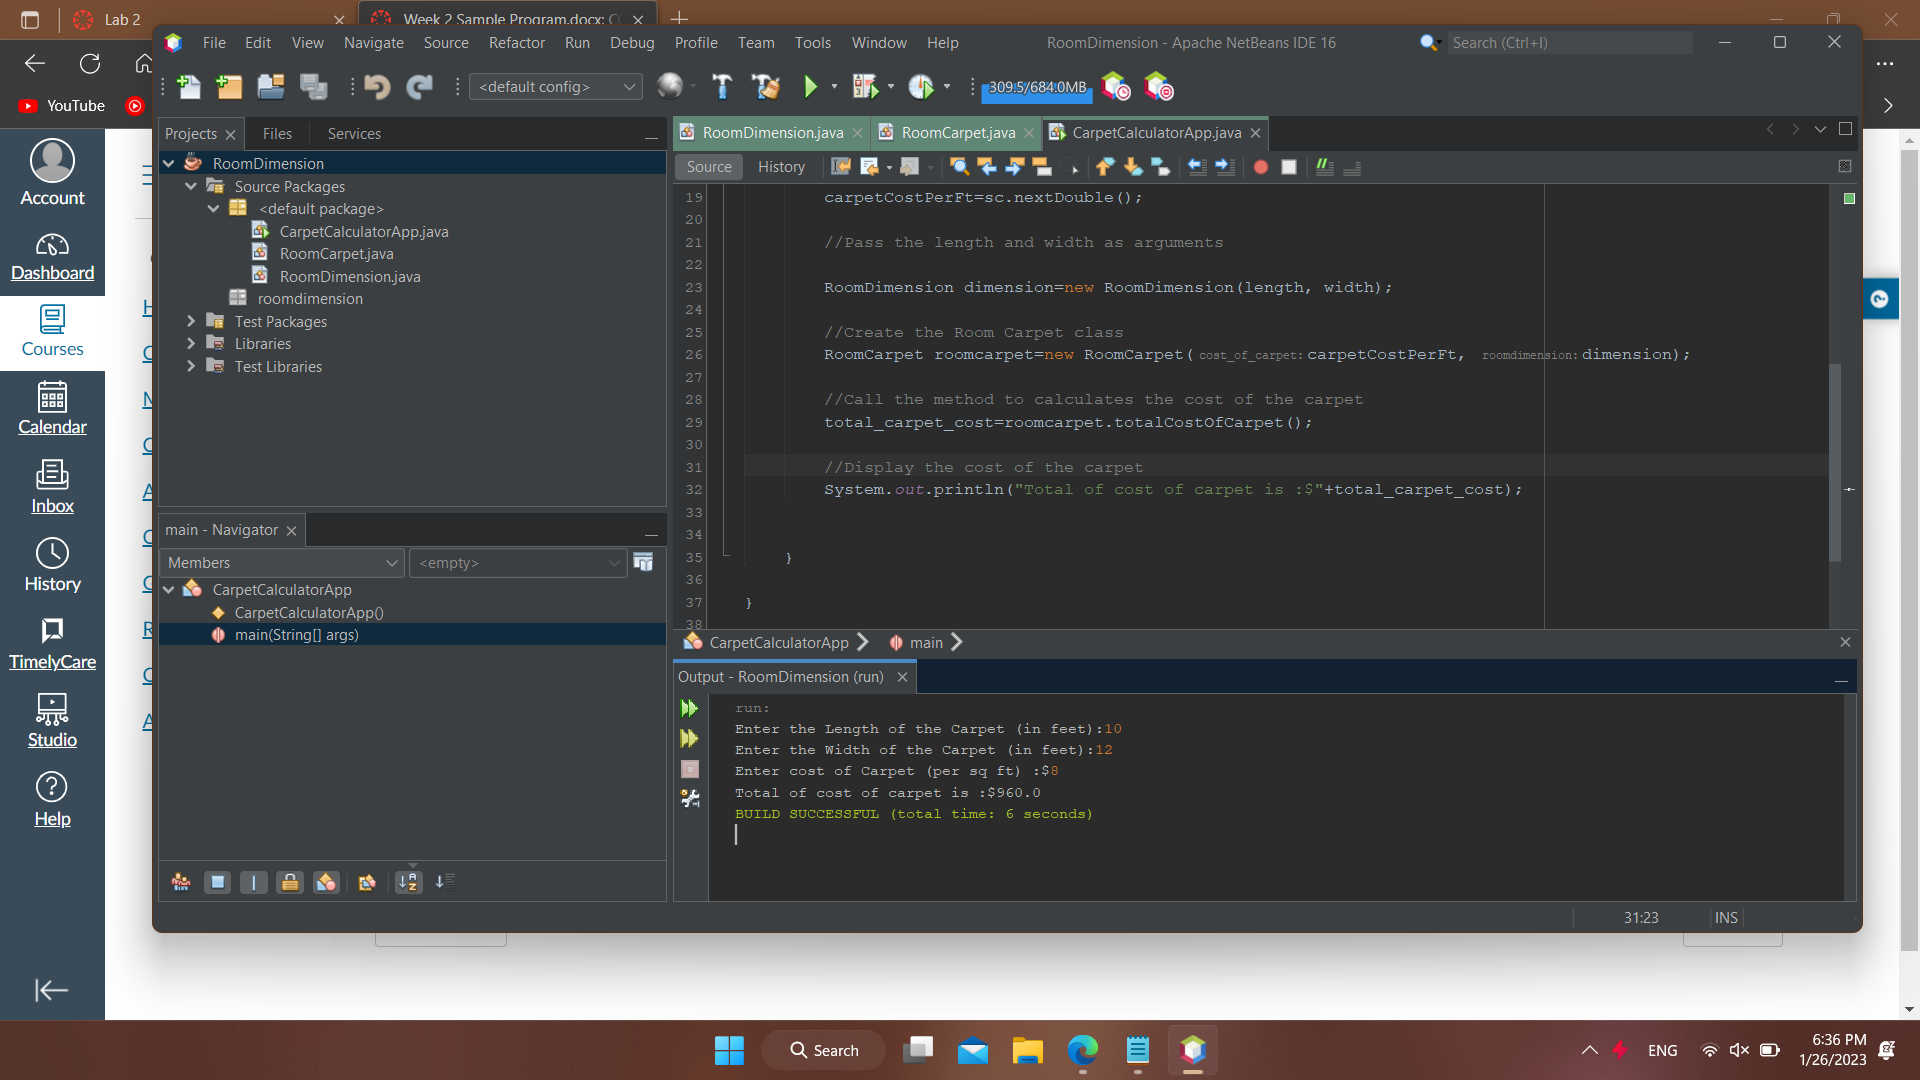 Lab 2
Week 2 Sample Program.docx: C
File Edit View Navigate Source Refactor Run Debug Profile Team Tools Window Help
RoomDimension - Apache NetBeans IDE 16
Search (Ctrl+I)
<default config>
309.5/684.0MB
YouTube
Projects Files Services
RoomDimension
Source Packages
<default package>
CarpetCalculatorApp.java
RoomCarpet.java
RoomDimension.java
roomdimension
Test Packages
Libraries
Test Libraries
main - Navigator
Members
<empty>
CarpetCalculatorApp
CarpetCalculatorApp()
main(String[] args)
Account
Dashboard
Courses
Calendar
Inbox
History
TimelyCare
Studio
Help
RoomDimension.java RoomCarpet.java CarpetCalculatorApp.java
Source History
19 carpetCostPerFt=sc.nextDouble();
20
21 //Pass the length and width as arguments
22
23 RoomDimension dimension=new RoomDimension(length, width);
24
25 //Create the Room Carpet class
26 RoomCarpet roomcarpet=new RoomCarpet( cost_of_carpet: carpetCostPerFt, roomdimension: dimension);
27
28 //Call the method to calculates the cost of the carpet
29 total_carpet_cost=roomcarpet.totalCostOfCarpet();
30
31 //Display the cost of the carpet
32 System.out.println("Total of cost of carpet is :$"+total_carpet_cost);
33
34
35 }
36
37 }
38
CarpetCalculatorApp main
Output - RoomDimension (run)
run:
Enter the Length of the Carpet (in feet):10
Enter the Width of the Carpet (in feet):12
Enter cost of Carpet (per sq ft) :$8
Total of cost of carpet is :$960.0
BUILD SUCCESSFUL (total time: 6 seconds)
31:23 INS
Search
ENG
6:36 PM
1/26/2023